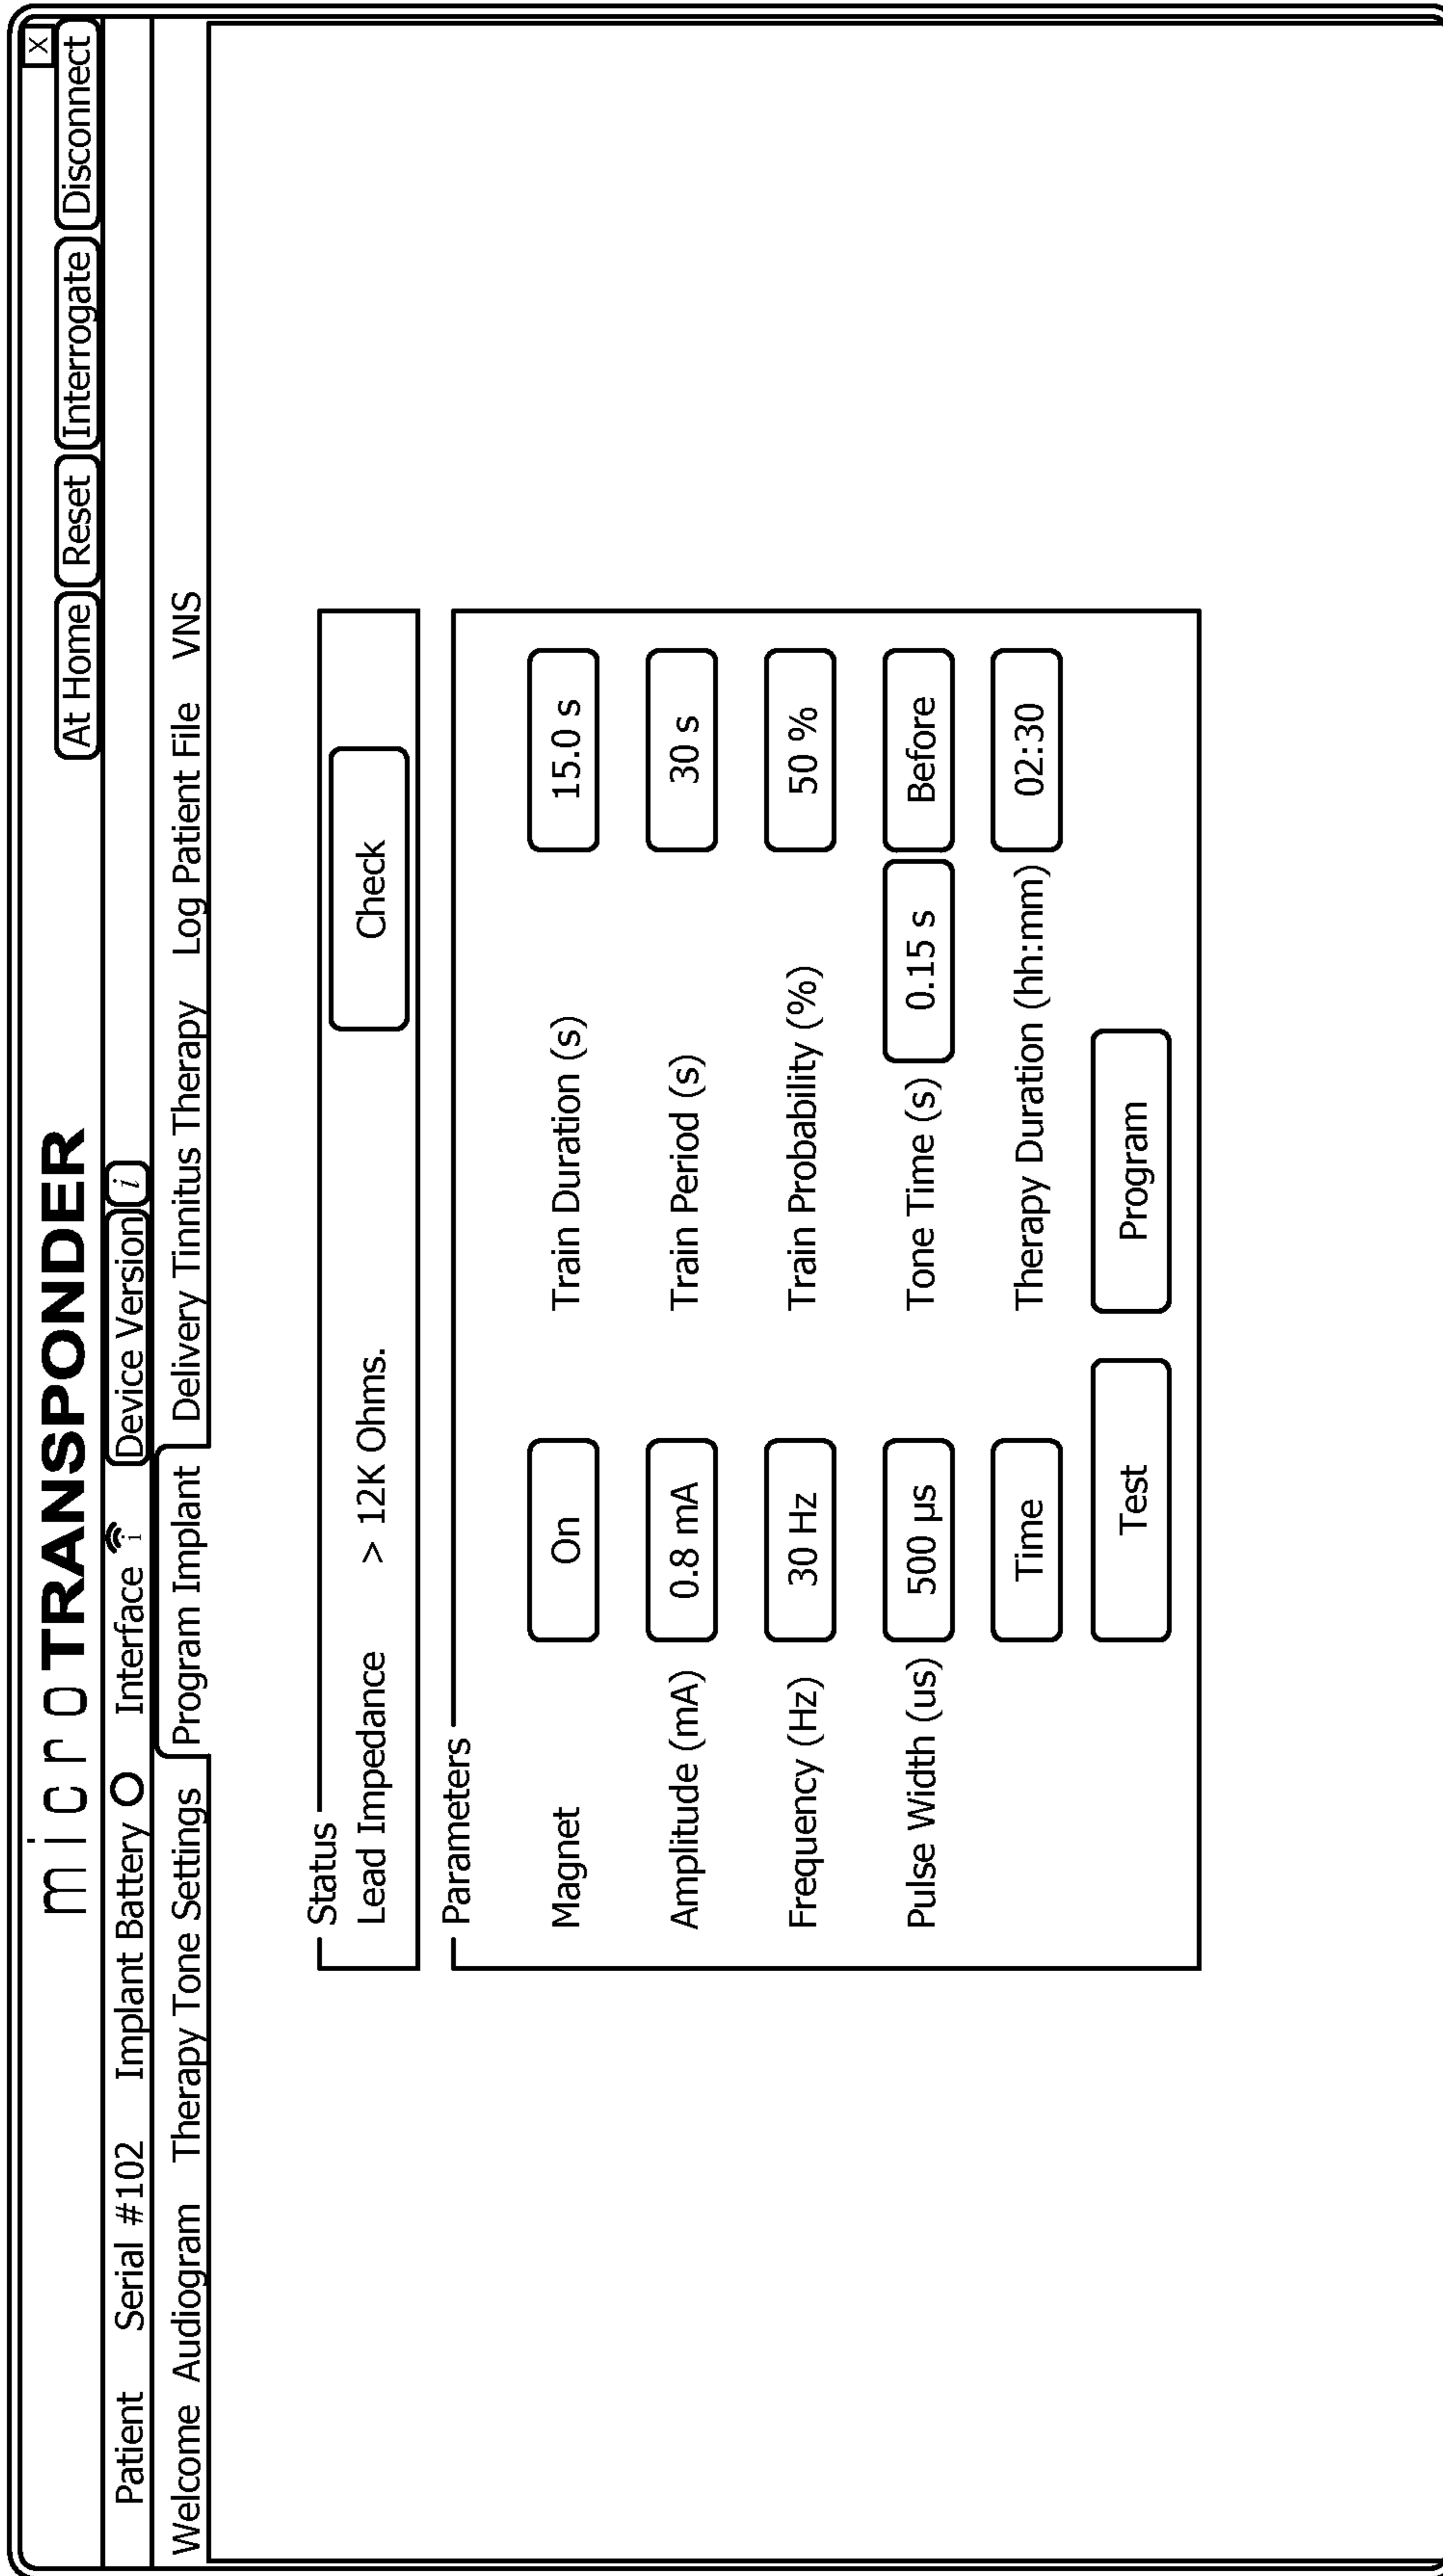 X
microTRANSPONDER
At Home Reset Interrogate Disconnect
Patient Serial #102 Implant Battery Interface i Device Version i
Welcome Audiogram Therapy Tone Settings Program Implant Delivery Tinnitus Therapy Log Patient File VNS
Status
Lead Impedance > 12K Ohms. Check
Parameters
Magnet On Train Duration (s) 15.0 s
Amplitude (mA) 0.8 mA Train Period (s) 30 s
Frequency (Hz) 30 Hz Train Probability (%) 50 %
Pulse Width (us) 500 µs Tone Time (s) 0.15 s Before
Time Therapy Duration (hh:mm) 02:30
Test Program